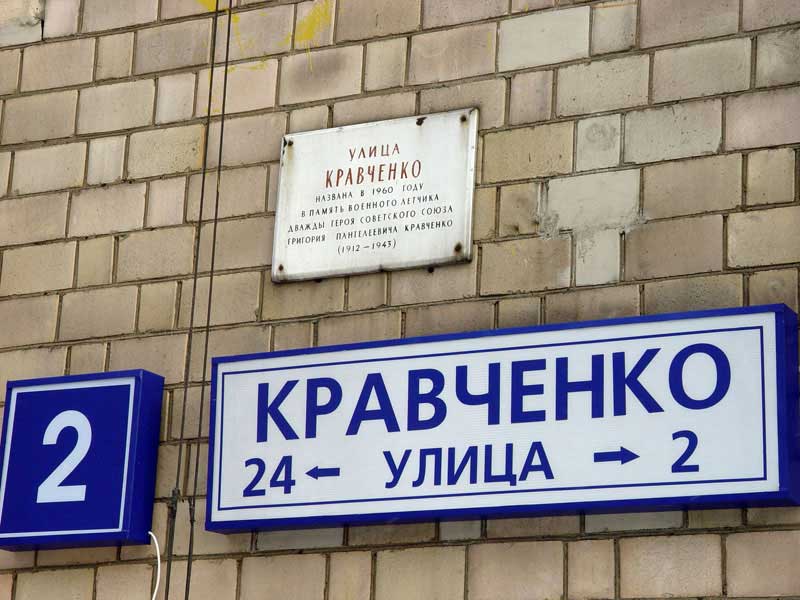 УЛИЦА
КРАВЧЕНКО
НАЗВАНА В 1960 ГОДУ
В ПАМЯТЬ ВОЕННОГО ЛЕТЧИКА
ДВАЖДЫ ГЕРОЯ СОВЕТСКОГО СОЮЗА
ГРИГОРИЯ ПАНТЕЛЕЕВИЧА КРАВЧЕНКО
(1912—1943)
2
КРАВЧЕНКО
24 ← УЛИЦА → 2